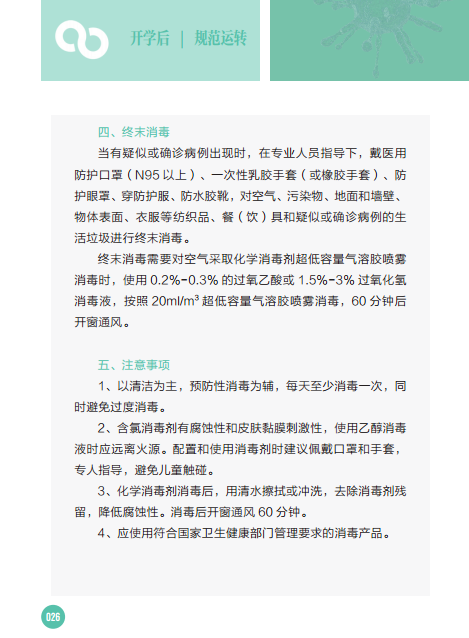 开学后 | 规范运转
四、终末消毒
当有疑似或确诊病例出现时，在专业人员指导下，戴医用
防护口罩（N95 以上）、一次性乳胶手套（或橡胶手套）、防
护眼罩、穿防护服、防水胶靴，对空气、污染物、地面和墙壁、
物体表面、衣服等纺织品、餐（饮）具和疑似或确诊病例的生
活垃圾进行终末消毒。
终末消毒需要对空气采取化学消毒剂超低容量气溶胶喷雾
消毒时，使用 0.2%-0.3% 的过氧乙酸或 1.5%-3% 过氧化氢
消毒液，按照 20ml/m³ 超低容量气溶胶喷雾消毒，60 分钟后
开窗通风。
五、注意事项
1、以清洁为主，预防性消毒为辅，每天至少消毒一次，同
时避免过度消毒。
2、含氯消毒剂有腐蚀性和皮肤黏膜刺激性，使用乙醇消毒
液时应远离火源。配置和使用消毒剂时建议佩戴口罩和手套，
专人指导，避免儿童触碰。
3、化学消毒剂消毒后，用清水擦拭或冲洗，去除消毒剂残
留，降低腐蚀性。消毒后开窗通风 60 分钟。
4、应使用符合国家卫生健康部门管理要求的消毒产品。
026